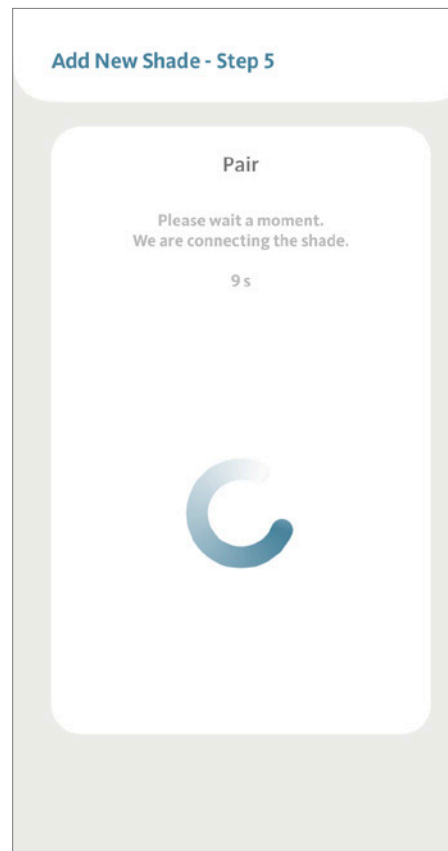 Add New Shade - Step 5
Pair
Please wait a moment.
We are connecting the shade.
9 s